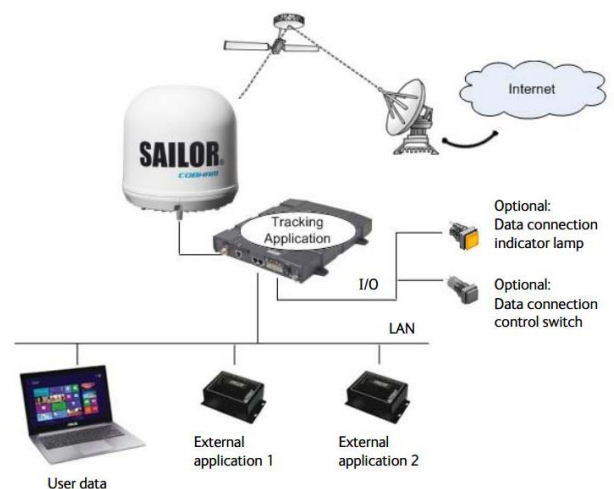 Internet
SAILOR®
COBHAM
Tracking
Application
Optional:
Data connection
indicator lamp
I/O
Optional:
Data connection
control switch
LAN
External
application 1
External
application 2
User data